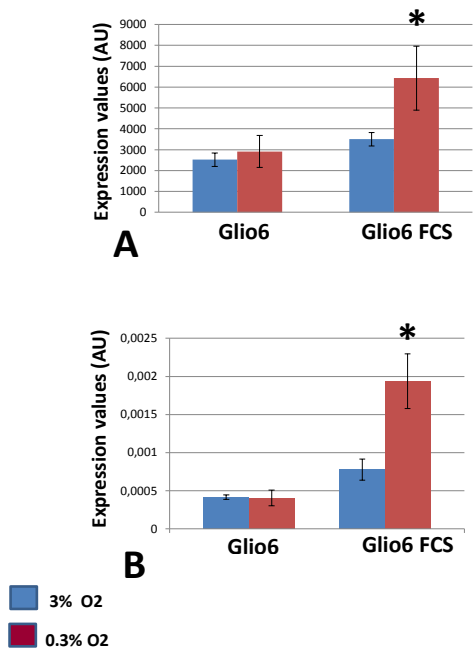 *
9000
8000
7000
6000
5000
4000
3000
2000
1000
0
Expression values (AU)
Glio6
Glio6 FCS
A
*
0,0025
0,002
0,0015
0,001
0,0005
0
Expression values (AU)
Glio6
Glio6 FCS
B
3% O2
0.3% O2